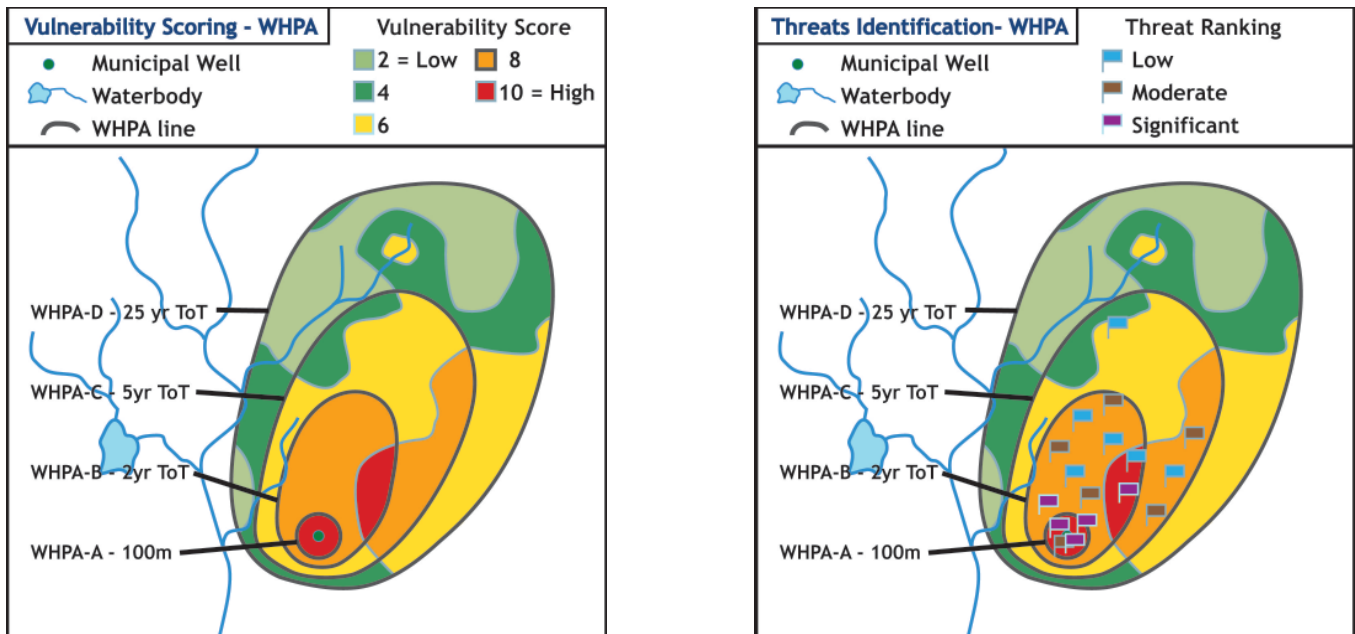 Vulnerability Scoring - WHPA
Municipal Well
Waterbody
WHPA line
Vulnerability Score
2 = Low
8
4
10 = High
6
WHPA-D - 25 yr ToT
WHPA-C - 5yr ToT
WHPA-B - 2yr ToT
WHPA-A - 100m
Threats Identification- WHPA
Municipal Well
Waterbody
WHPA line
Threat Ranking
Low
Moderate
Significant
WHPA-D - 25 yr ToT
WHPA-C - 5yr ToT
WHPA-B - 2yr ToT
WHPA-A - 100m